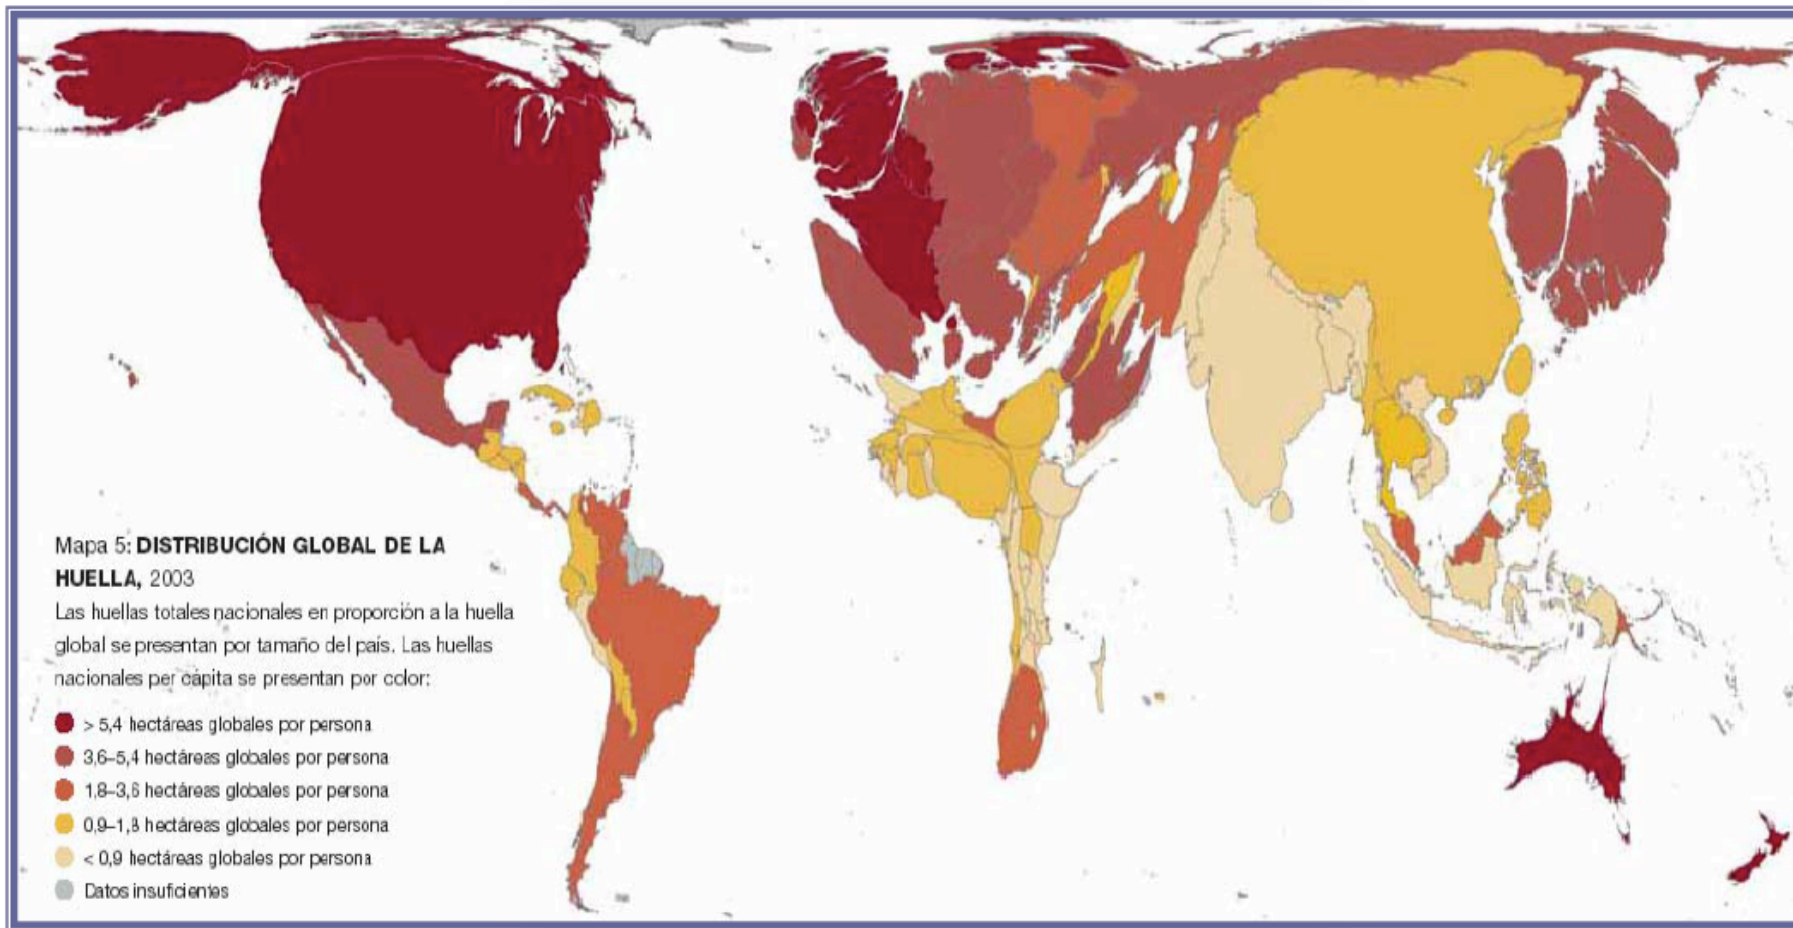 Mapa 5: DISTRIBUCIÓN GLOBAL DE LA
HUELLA, 2003
Las huellas totales nacionales en proporción a la huella
global se presentan por tamaño del país. Las huellas
nacionales per cápita se presentan por color:
> 5,4 hectáreas globales por persona
3,6–5,4 hectáreas globales por persona
1,8–3,6 hectáreas globales por persona
0,9–1,8 hectáreas globales por persona
< 0,9 hectáreas globales por persona
Datos insuficientes